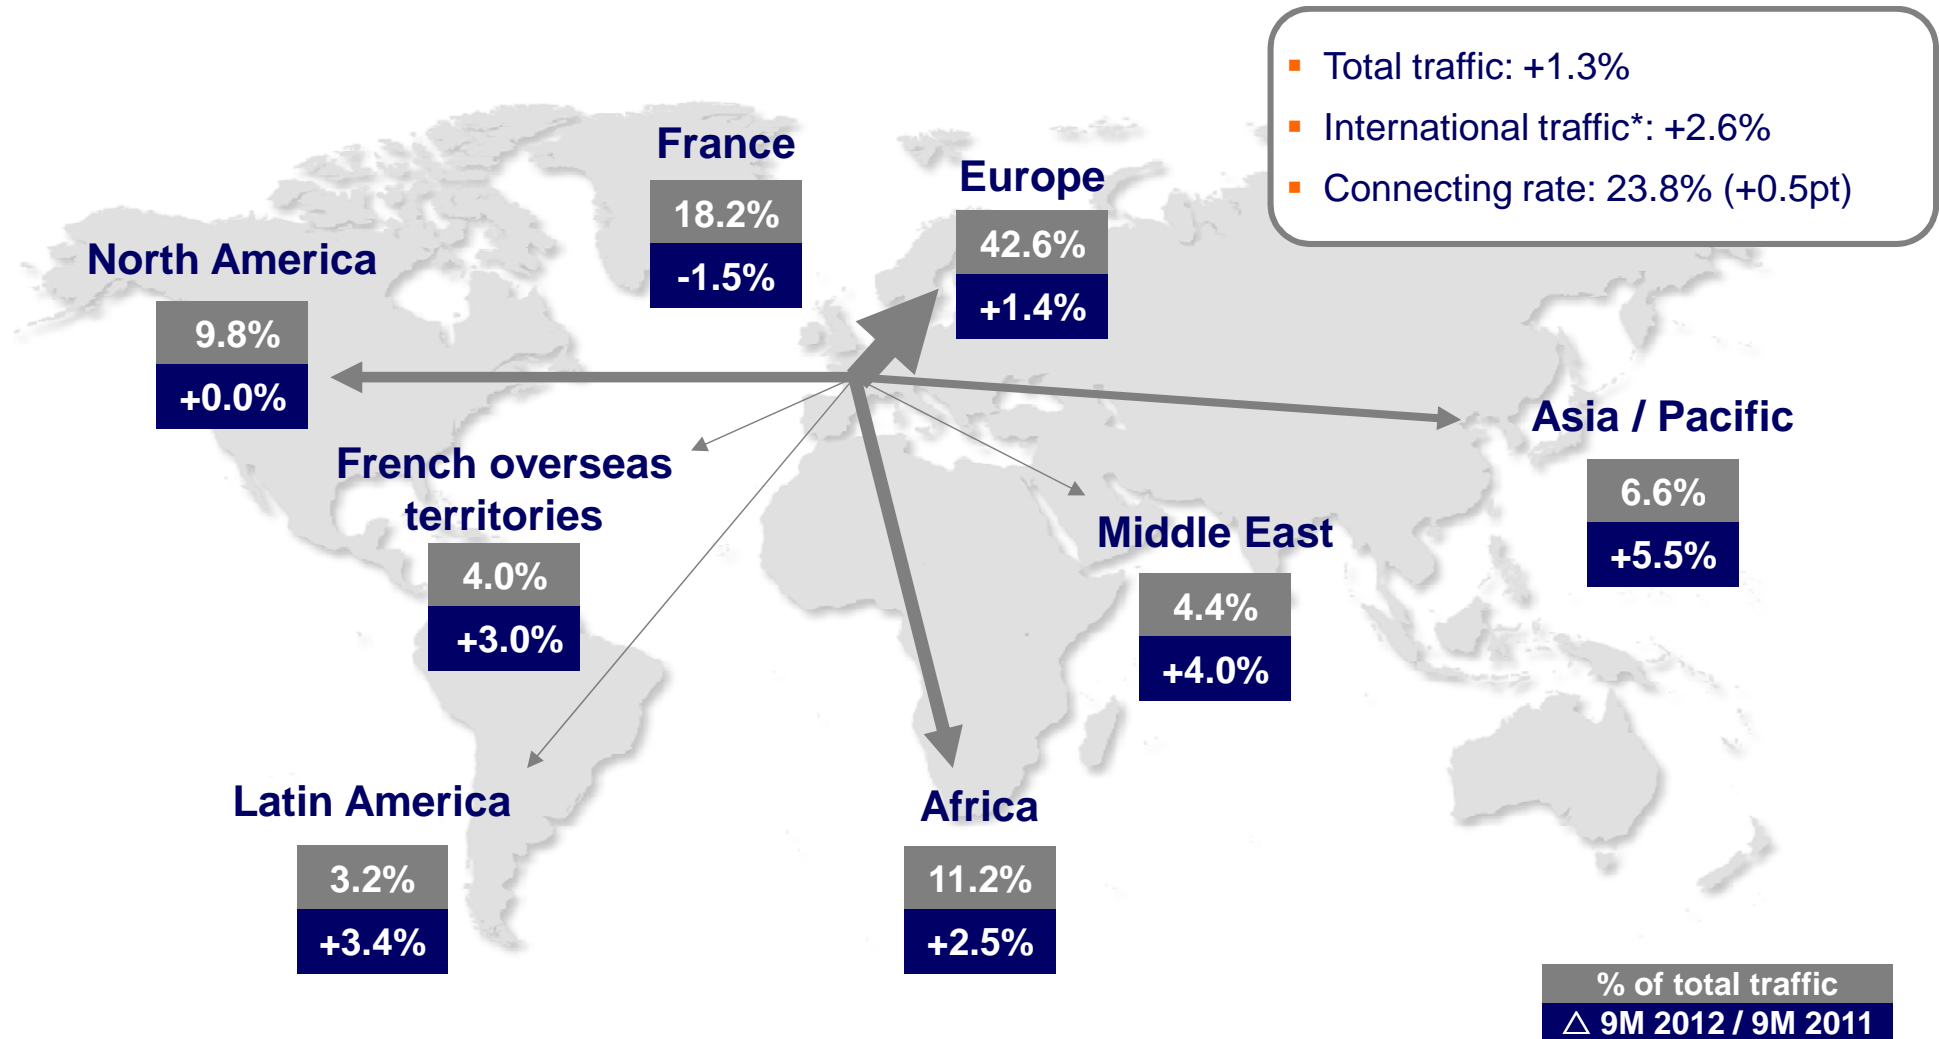 Total traffic: +1.3%
International traffic*: +2.6%
Connecting rate: 23.8% (+0.5pt)
France
18.2%
-1.5%
Europe
42.6%
+1.4%
North America
9.8%
+0.0%
Asia / Pacific
6.6%
+5.5%
French overseas
territories
4.0%
+3.0%
Middle East
4.4%
+4.0%
Latin America
3.2%
+3.4%
Africa
11.2%
+2.5%
% of total traffic
△ 9M 2012 / 9M 2011